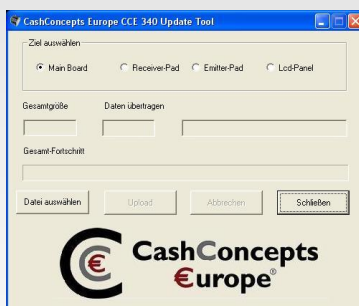 CashConcepts Europe CCE 340 Update Tool
Ziel auswählen
Main Board Receiver-Pad Emitter-Pad Lcd-Panel
Gesamtgröße Daten übertragen
Gesamt-Fortschritt
Datei auswählen Upload Abbrechen Schließen
CashConcepts
€urope®